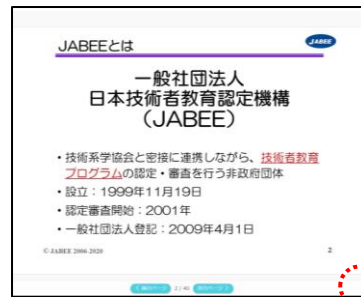 JABEEとは
JABEE
一般社団法人
日本技術者教育認定機構
（JABEE）
・技術系学協会と密接に連携しながら、技術者教育
プログラムの認定・審査を行う非政府団体
・設立：1999年11月19日
・認定審査開始：2001年
・一般社団法人登記：2009年4月1日
© JABEE 2006-2020
2
2 / 40